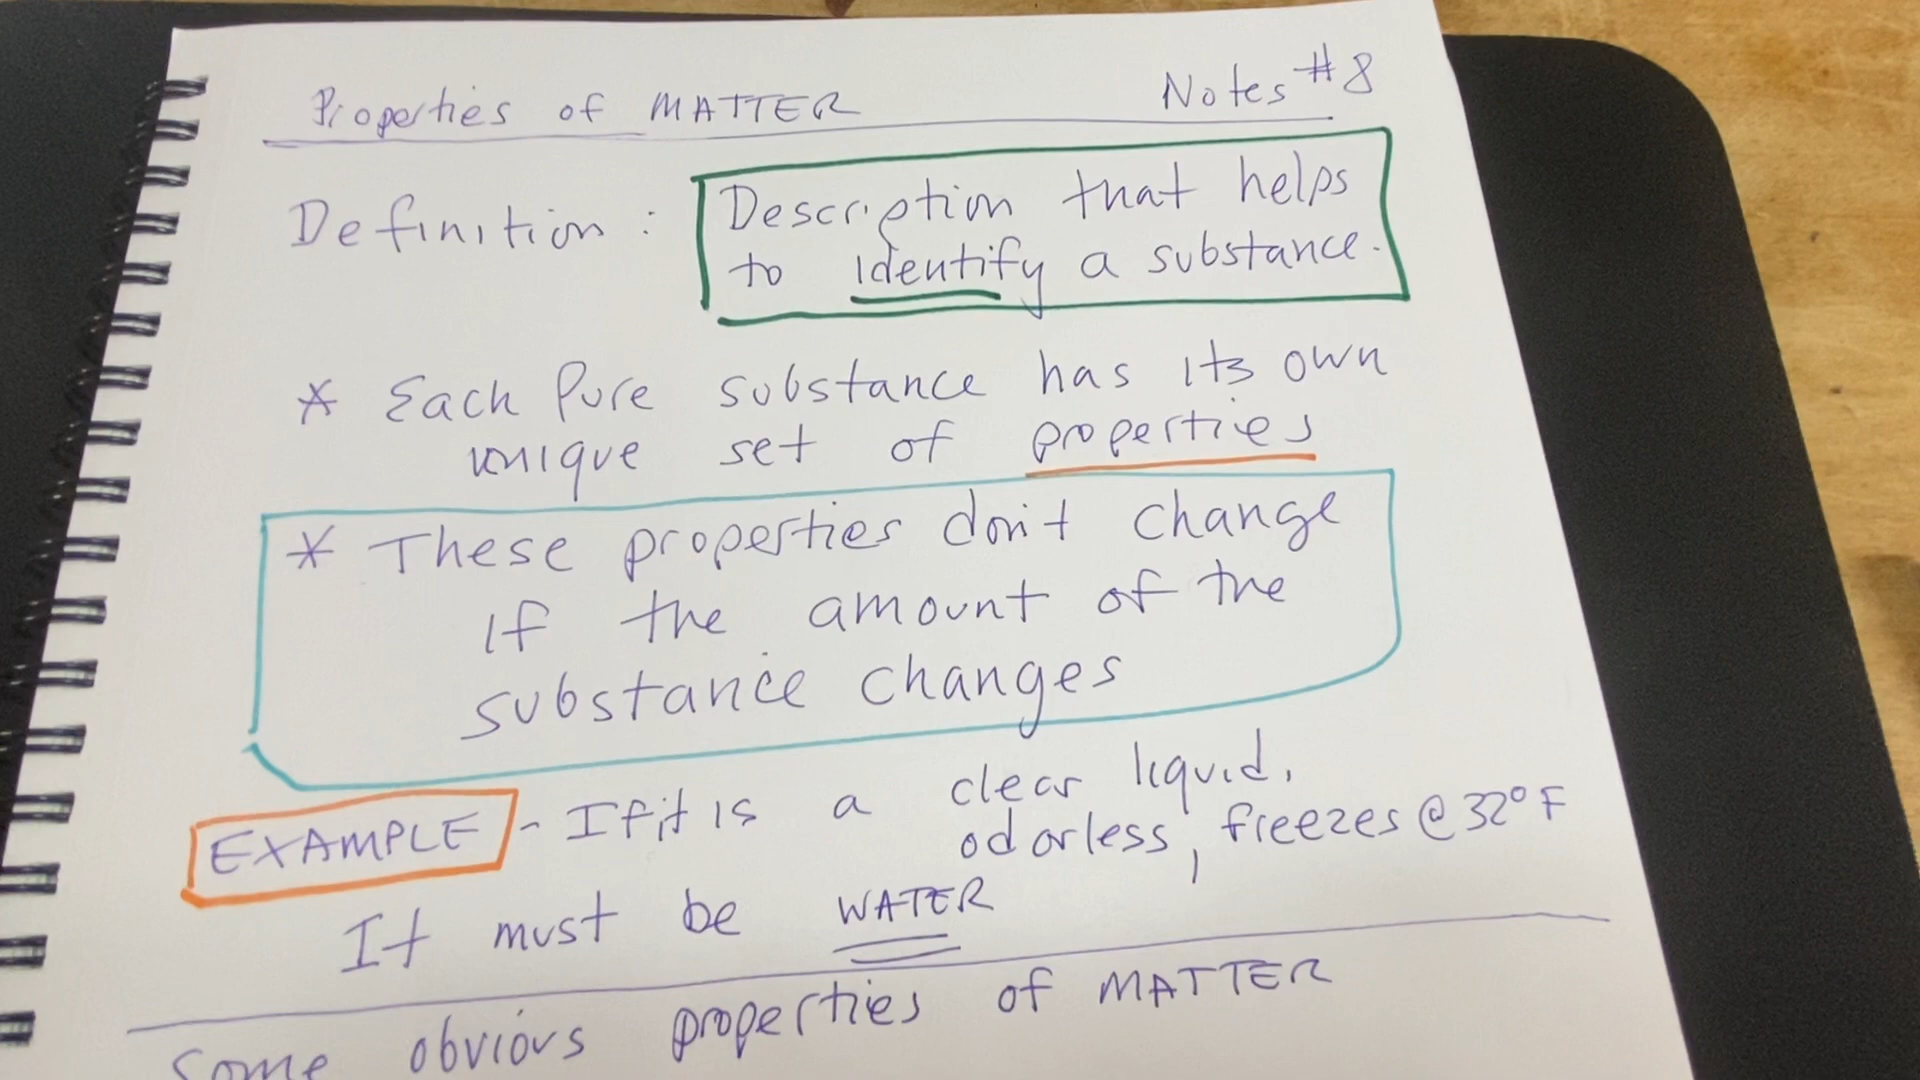 Properties of MATTER Notes #8
Definition: Description that helps
to identify a substance.
* Each Pure substance has its own
unique set of properties
* These properties don't change
If the amount of the
substance changes
EXAMPLE - If it is a clear liquid,
odorless, freezes @ 32° F
It must be WATER
Some obvious properties of MATTER